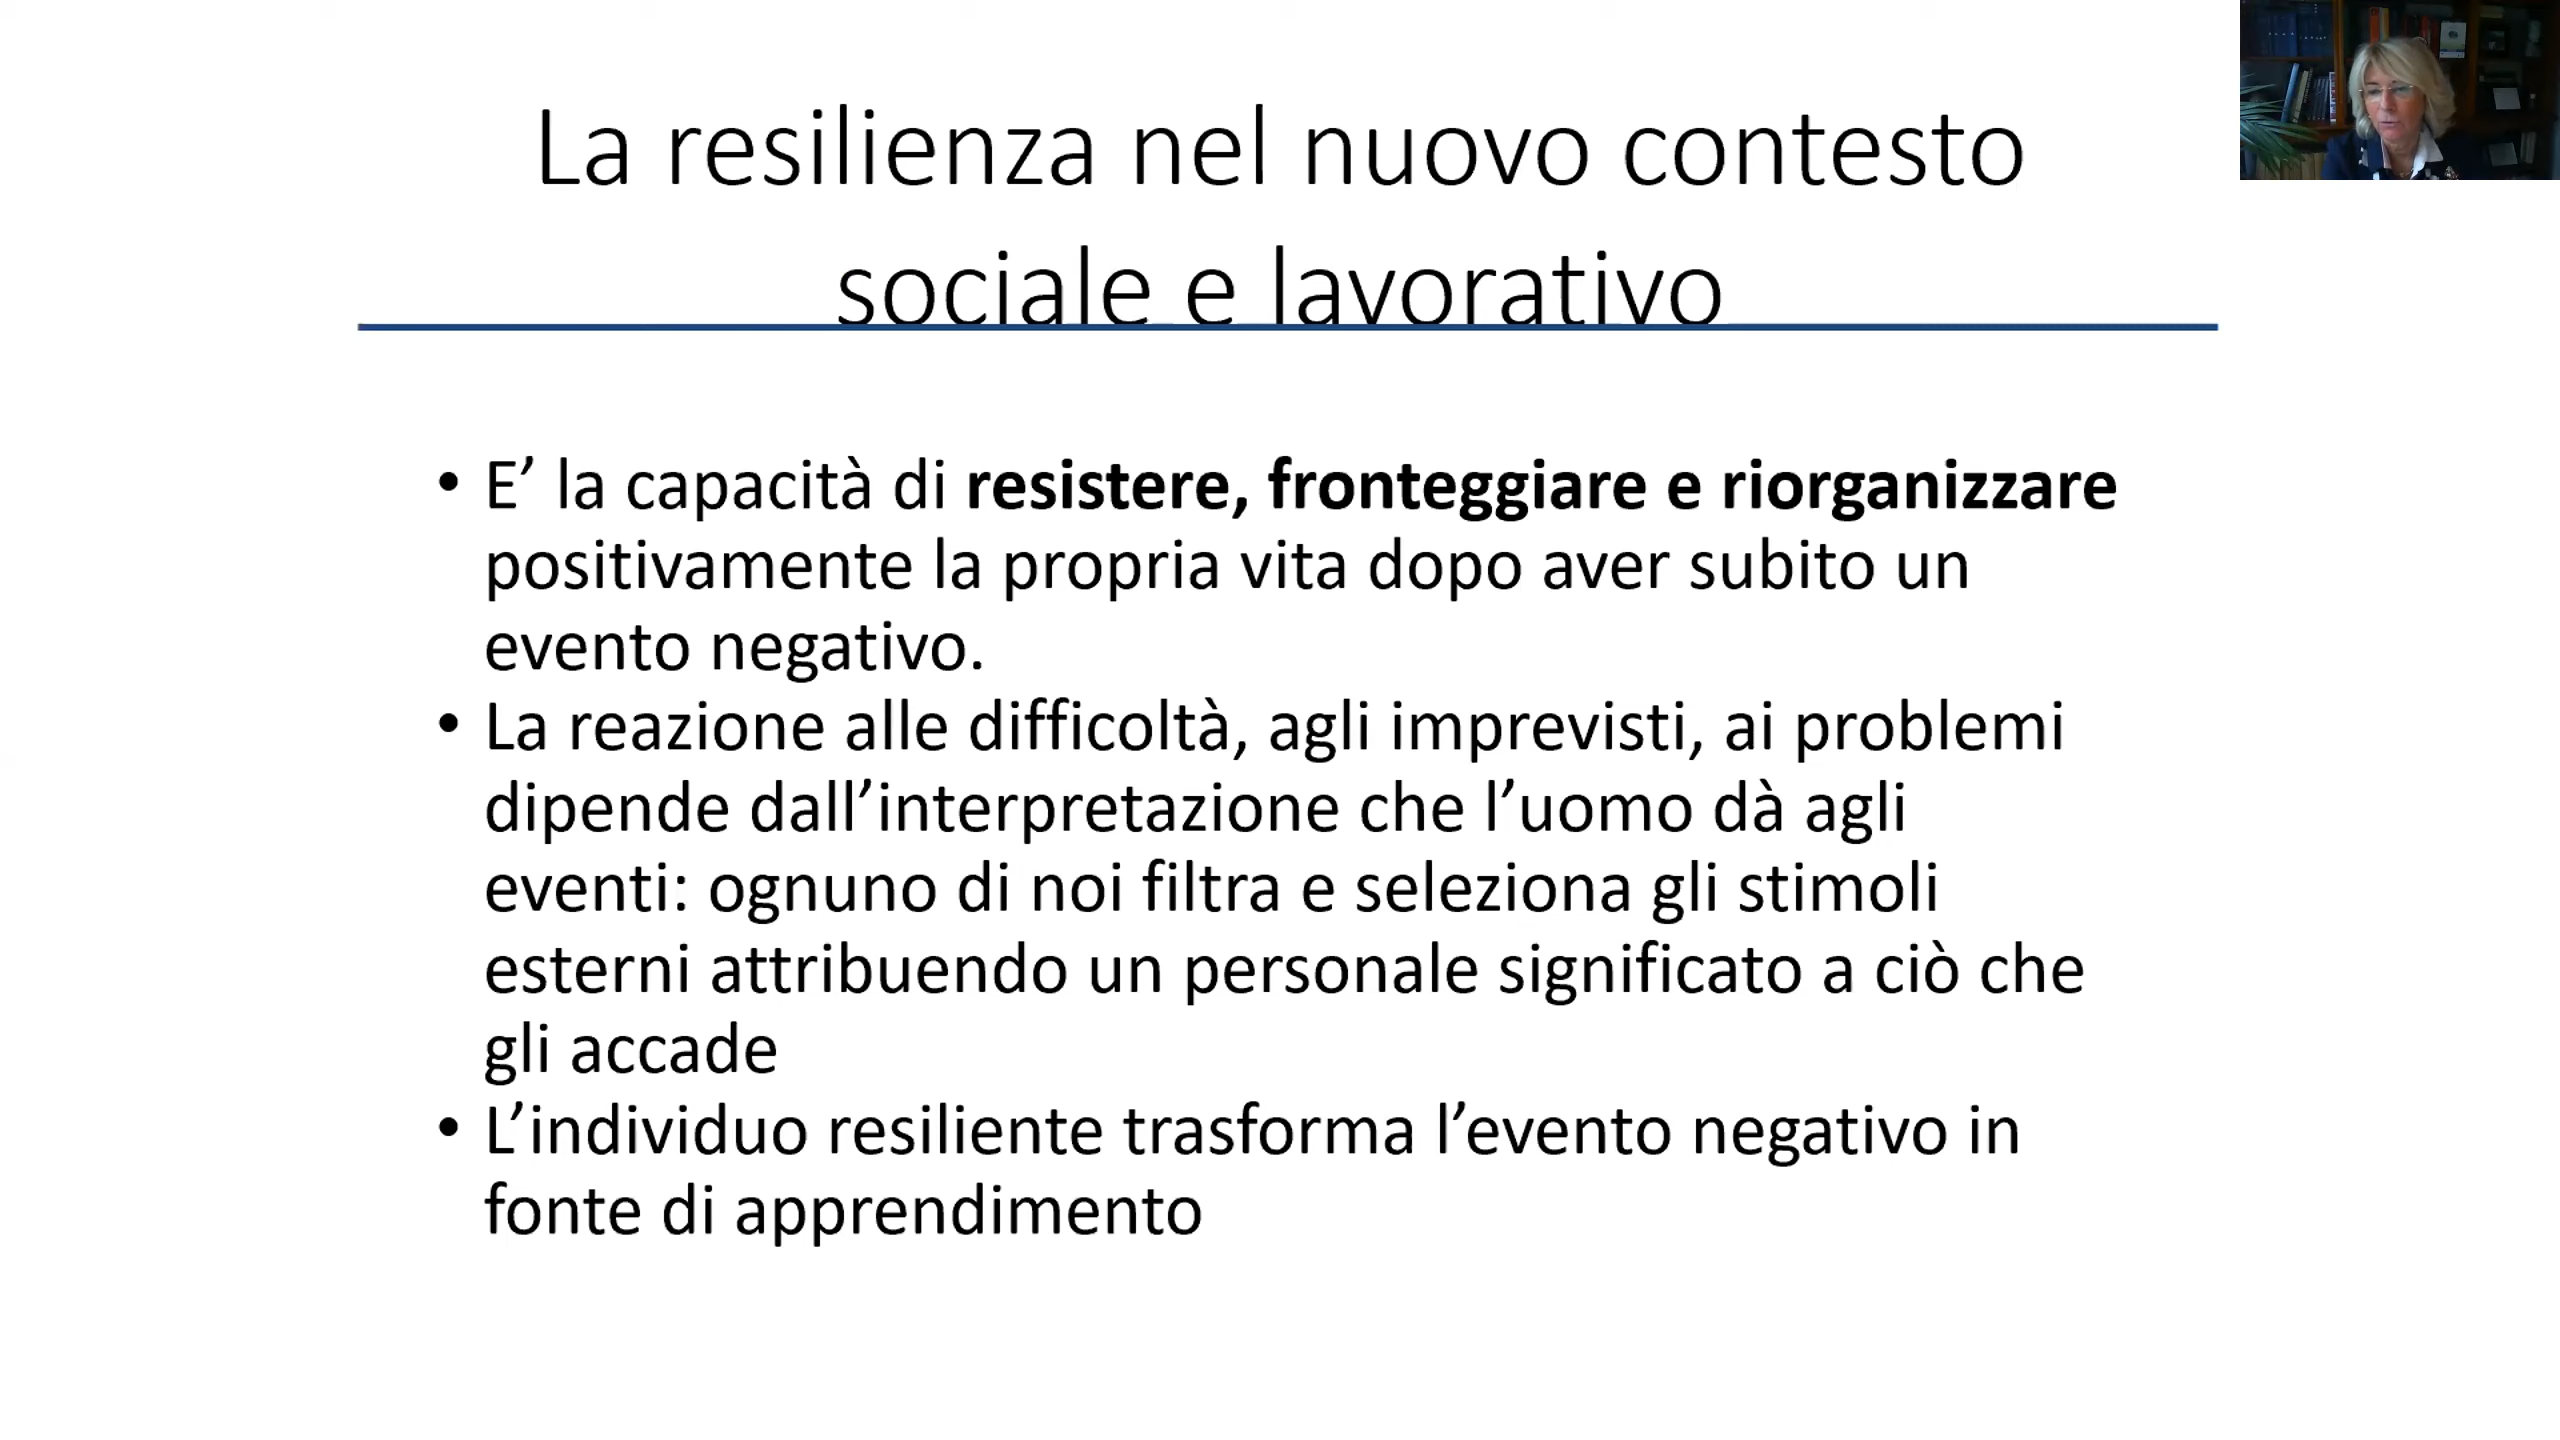 La resilienza nel nuovo contesto
sociale e lavorativo
• E’ la capacità di resistere, fronteggiare e riorganizzare
positivamente la propria vita dopo aver subito un
evento negativo.
• La reazione alle difficoltà, agli imprevisti, ai problemi
dipende dall’interpretazione che l’uomo dà agli
eventi: ognuno di noi filtra e seleziona gli stimoli
esterni attribuendo un personale significato a ciò che
gli accade
• L’individuo resiliente trasforma l’evento negativo in
fonte di apprendimento